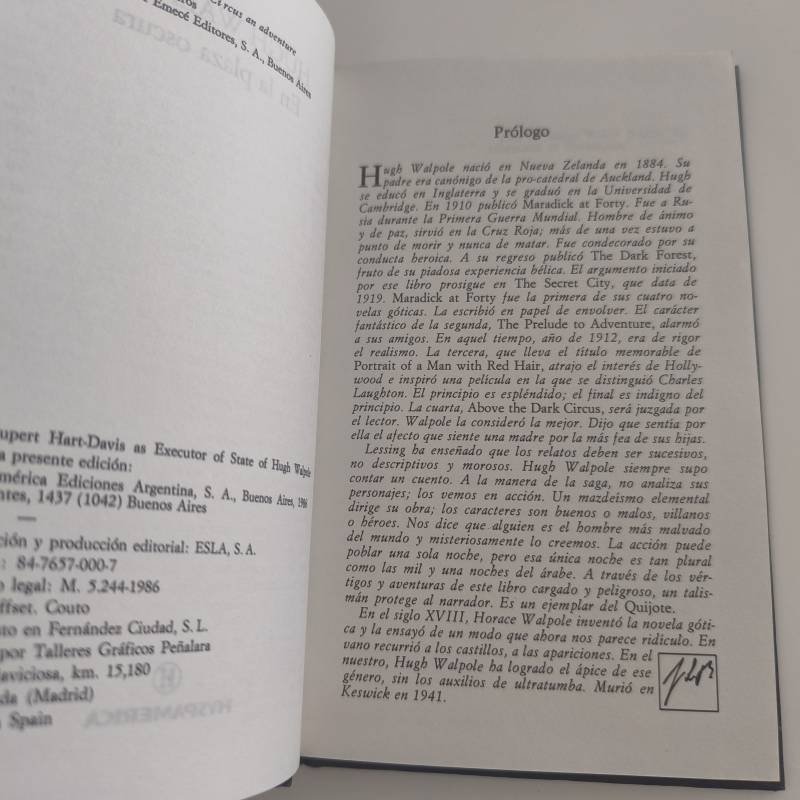 Circus an adventure
Emecé Editores, S. A., Buenos Aires
En la plaza oscura
upert Hart-Davis as Executor of State of Hugh Walpole
a presente edición:
mérica Ediciones Argentina, S. A., Buenos Aires, 1986
ntes, 1437 (1042) Buenos Aires
ción y producción editorial: ESLA, S. A.
: 84-7657-000-7
o legal: M. 5.244-1986
ffset. Couto
to en Fernández Ciudad, S. L.
por Talleres Gráficos Peñalara
laviciosa, km. 15,180
da (Madrid)
Spain
HYSPAMERICA
Prólogo
Hugh Walpole nació en Nueva Zelanda en 1884. Su
padre era canónigo de la pro-catedral de Auckland. Hugh
se educó en Inglaterra y se graduó en la Universidad de
Cambridge. En 1910 publicó Maradick at Forty. Fue a Ru-
sia durante la Primera Guerra Mundial. Hombre de ánimo
y de paz, sirvió en la Cruz Roja; más de una vez estuvo a
punto de morir y nunca de matar. Fue condecorado por su
conducta heroica. A su regreso publicó The Dark Forest,
fruto de su piadosa experiencia bélica. El argumento iniciado
por ese libro prosigue en The Secret City, que data de
1919. Maradick at Forty fue la primera de sus cuatro no-
velas góticas. La escribió en papel de envolver. El carácter
fantástico de la segunda, The Prelude to Adventure, alarmó
a sus amigos. En aquel tiempo, año de 1912, era de rigor
el realismo. La tercera, que lleva el título memorable de
Portrait of a Man with Red Hair, atrajo el interés de Holly-
wood e inspiró una película en la que se distinguió Charles
Laughton. El principio es espléndido; el final es indigno del
principio. La cuarta, Above the Dark Circus, será juzgada por
el lector. Walpole la consideró la mejor. Dijo que sentía por
ella el afecto que siente una madre por la más fea de sus hijas.
Lessing ha enseñado que los relatos deben ser sucesivos,
no descriptivos y morosos. Hugh Walpole siempre supo
contar un cuento. A la manera de la saga, no analiza sus
personajes; los vemos en acción. Un mazdeísmo elemental
dirige su obra; los caracteres son buenos o malos, villanos
o héroes. Nos dice que alguien es el hombre más malvado
del mundo y misteriosamente lo creemos. La acción puede
poblar una sola noche, pero esa única noche es tan plural
como las mil y una noches del árabe. A través de los vér-
tigos y aventuras de este libro cargado y peligroso, un talis-
mán protege al narrador. Es un ejemplar del Quijote.
En el siglo XVIII, Horace Walpole inventó la novela góti-
ca y la ensayó de un modo que ahora nos parece ridículo. En
vano recurrió a los castillos, a las apariciones. En el
nuestro, Hugh Walpole ha logrado el ápice de ese
género, sin los auxilios de ultratumba. Murió en
Keswick en 1941.